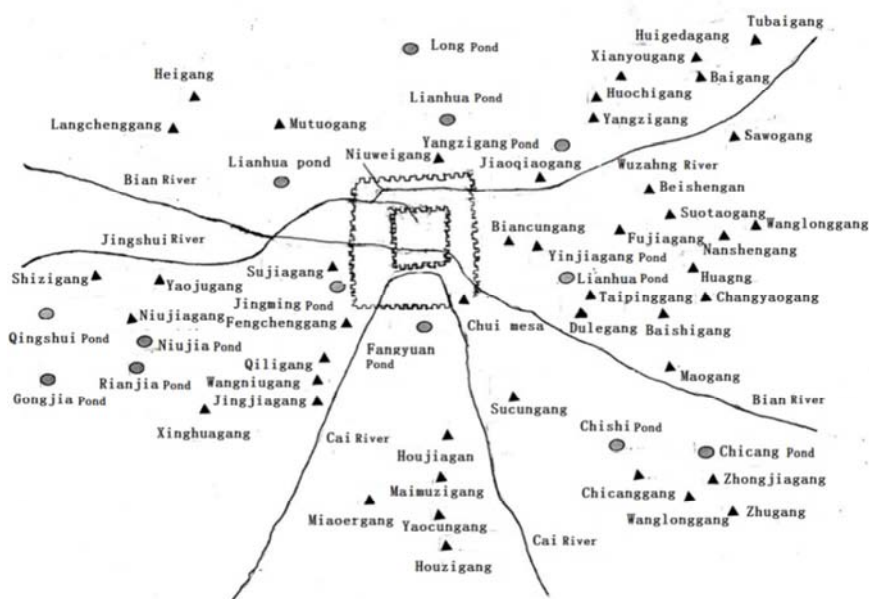 Tubaigang
Huigedagang
Long Pond
Xianyougang
Heigang
Baigang
Huochigang
Lianhua Pond
Yangzigang
Langchenggang
Mutuogang
Sawogang
Yangzigang Pond
Niuweigang
Jiaoqiaogang
Lianhua pond
Wuzahng River
Bian River
Beishengan
Suotaogang
Wanglonggang
Biancungang
Fujiagang
Jingshui River
Nanshengang
Yinjiagang Pond
Sujiagang
Shizigang
Yaojugang
Lianhua Pond
Huagng
Jingming Pond
Taipinggang
Changyaogang
Niujiagang
Fengchenggang
Chui mesa
Qingshui Pond
Dulegang
Baishigang
Niujia Pond
Fangyuan
Pond
Qiligang
Maogang
Rianjia Pond
Wangniugang
Gongjia Pond
Bian River
Jingjiagang
Sucungang
Xinghuagang
Chishi Pond
Cai River
Houjiagan
Chicang Pond
Maimuzigang
Zhongjiagang
Chicanggang
Miaoergang
Wanglonggang
Zhugang
Yaocungang
Cai River
Houzigang